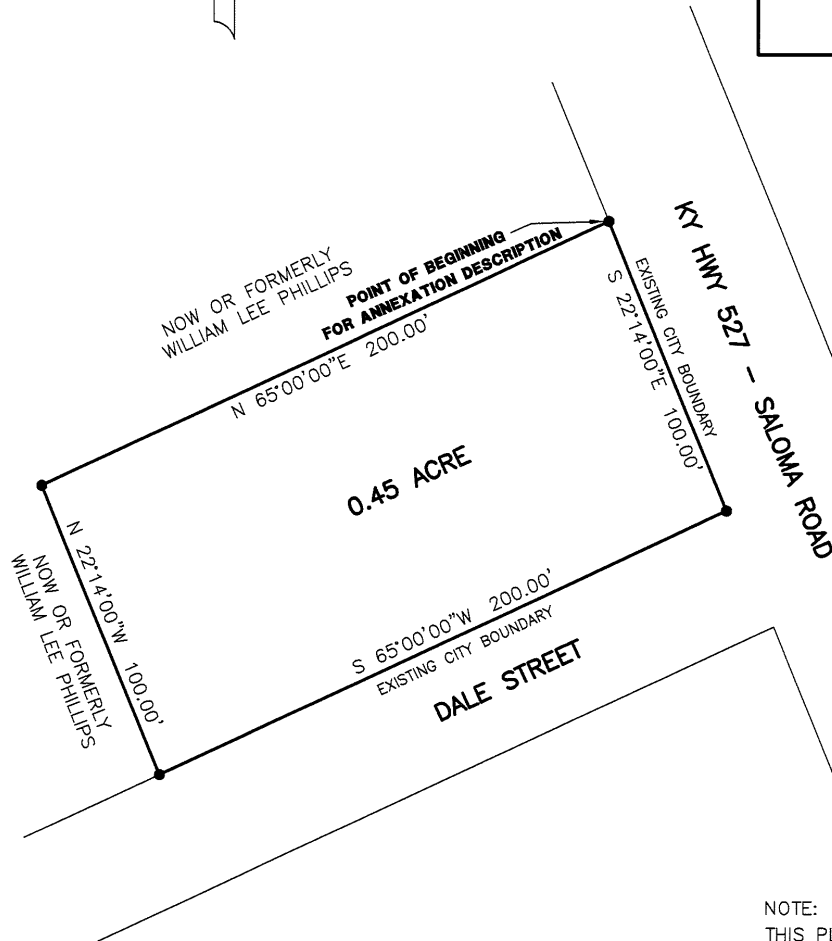 POINT OF BEGINNING
FOR ANNEXATION DESCRIPTION
NOW OR FORMERLY
WILLIAM LEE PHILLIPS
N 65°00'00"E 200.00'
KY HWY 527 - SALOMA ROAD
EXISTING CITY BOUNDARY
S 22°14'00"E 100.00'
0.45 ACRE
N 22°14'00"W 100.00'
NOW OR FORMERLY
WILLIAM LEE PHILLIPS
S 65°00'00"W 200.00'
EXISTING CITY BOUNDARY
DALE STREET
NOTE:
THIS